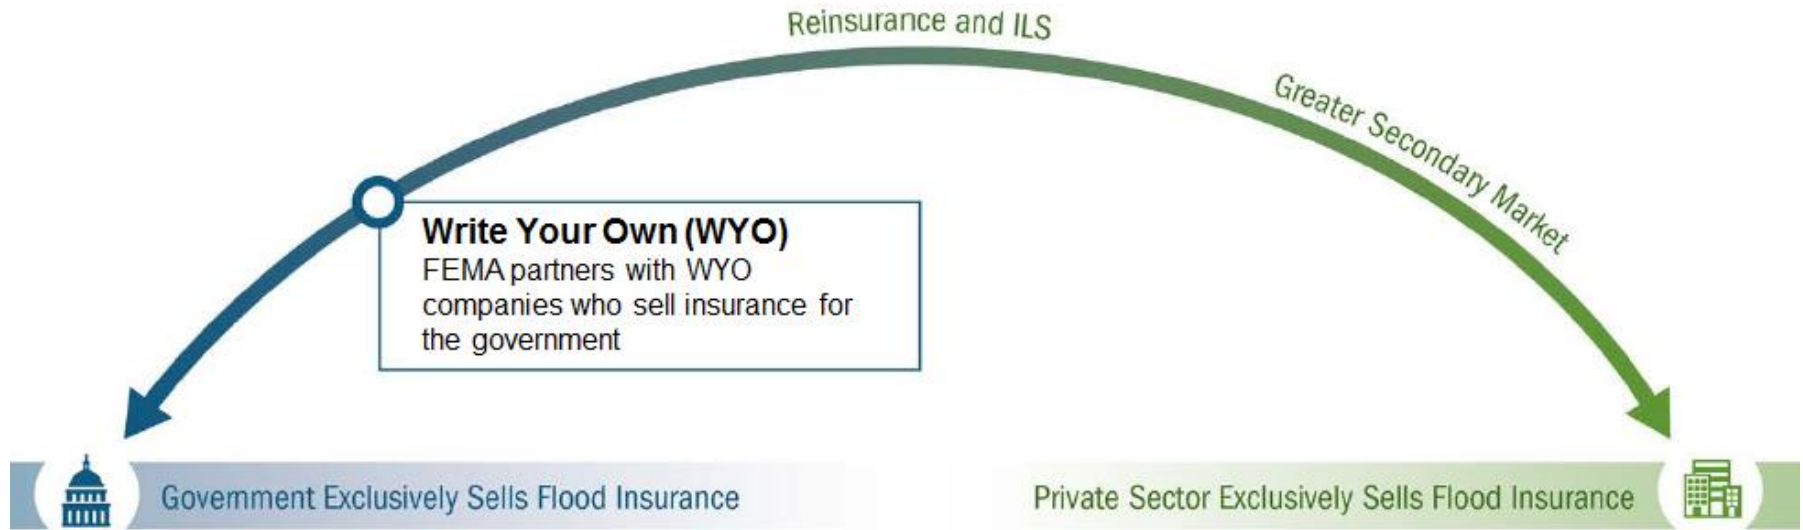 Reinsurance and ILS
Greater Secondary Market
Write Your Own (WYO)
FEMA partners with WYO
companies who sell insurance for
the government
Government Exclusively Sells Flood Insurance
Private Sector Exclusively Sells Flood Insurance